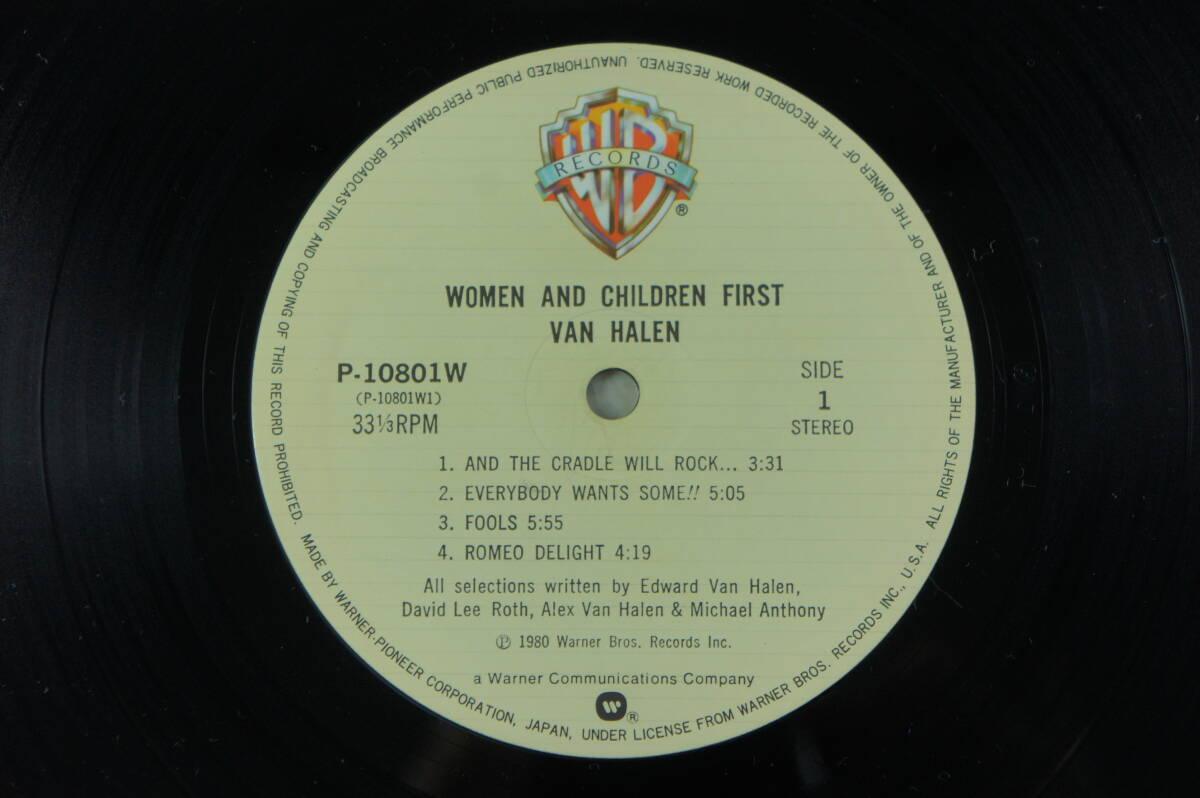 WB
RECORDS
®
WOMEN AND CHILDREN FIRST
VAN HALEN
P-10801W
(P-10801W1)
33⅓RPM
SIDE
1
STEREO
1. AND THE CRADLE WILL ROCK... 3:31
2. EVERYBODY WANTS SOME!! 5:05
3. FOOLS 5:55
4. ROMEO DELIGHT 4:19
All selections written by Edward Van Halen,
David Lee Roth, Alex Van Halen & Michael Anthony
℗ 1980 Warner Bros. Records Inc.
a Warner Communications Company
®
MADE BY WARNER-PIONEER CORPORATION, JAPAN, UNDER LICENSE FROM WARNER BROS. RECORDS INC., U.S.A. ALL RIGHTS OF THE MANUFACTURER AND OF THE OWNER OF THE RECORDED WORK RESERVED. UNAUTHORIZED PUBLIC PERFORMANCE BROADCASTING AND COPYING OF THIS RECORD PROHIBITED.